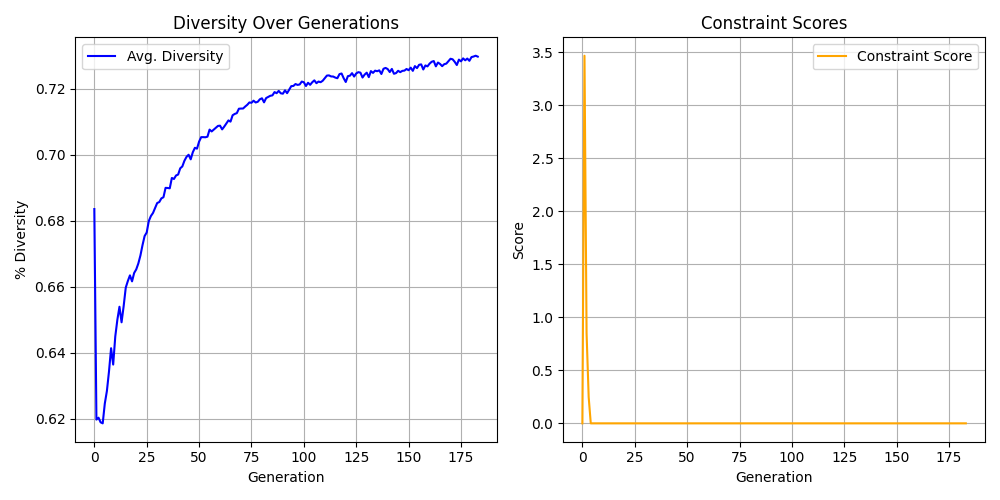 Diversity Over Generations
Avg. Diversity
% Diversity
0.72
0.70
0.68
0.66
0.64
0.62
0 25 50 75 100 125 150 175
Generation
Constraint Scores
Constraint Score
Score
3.5
3.0
2.5
2.0
1.5
1.0
0.5
0.0
0 25 50 75 100 125 150 175
Generation